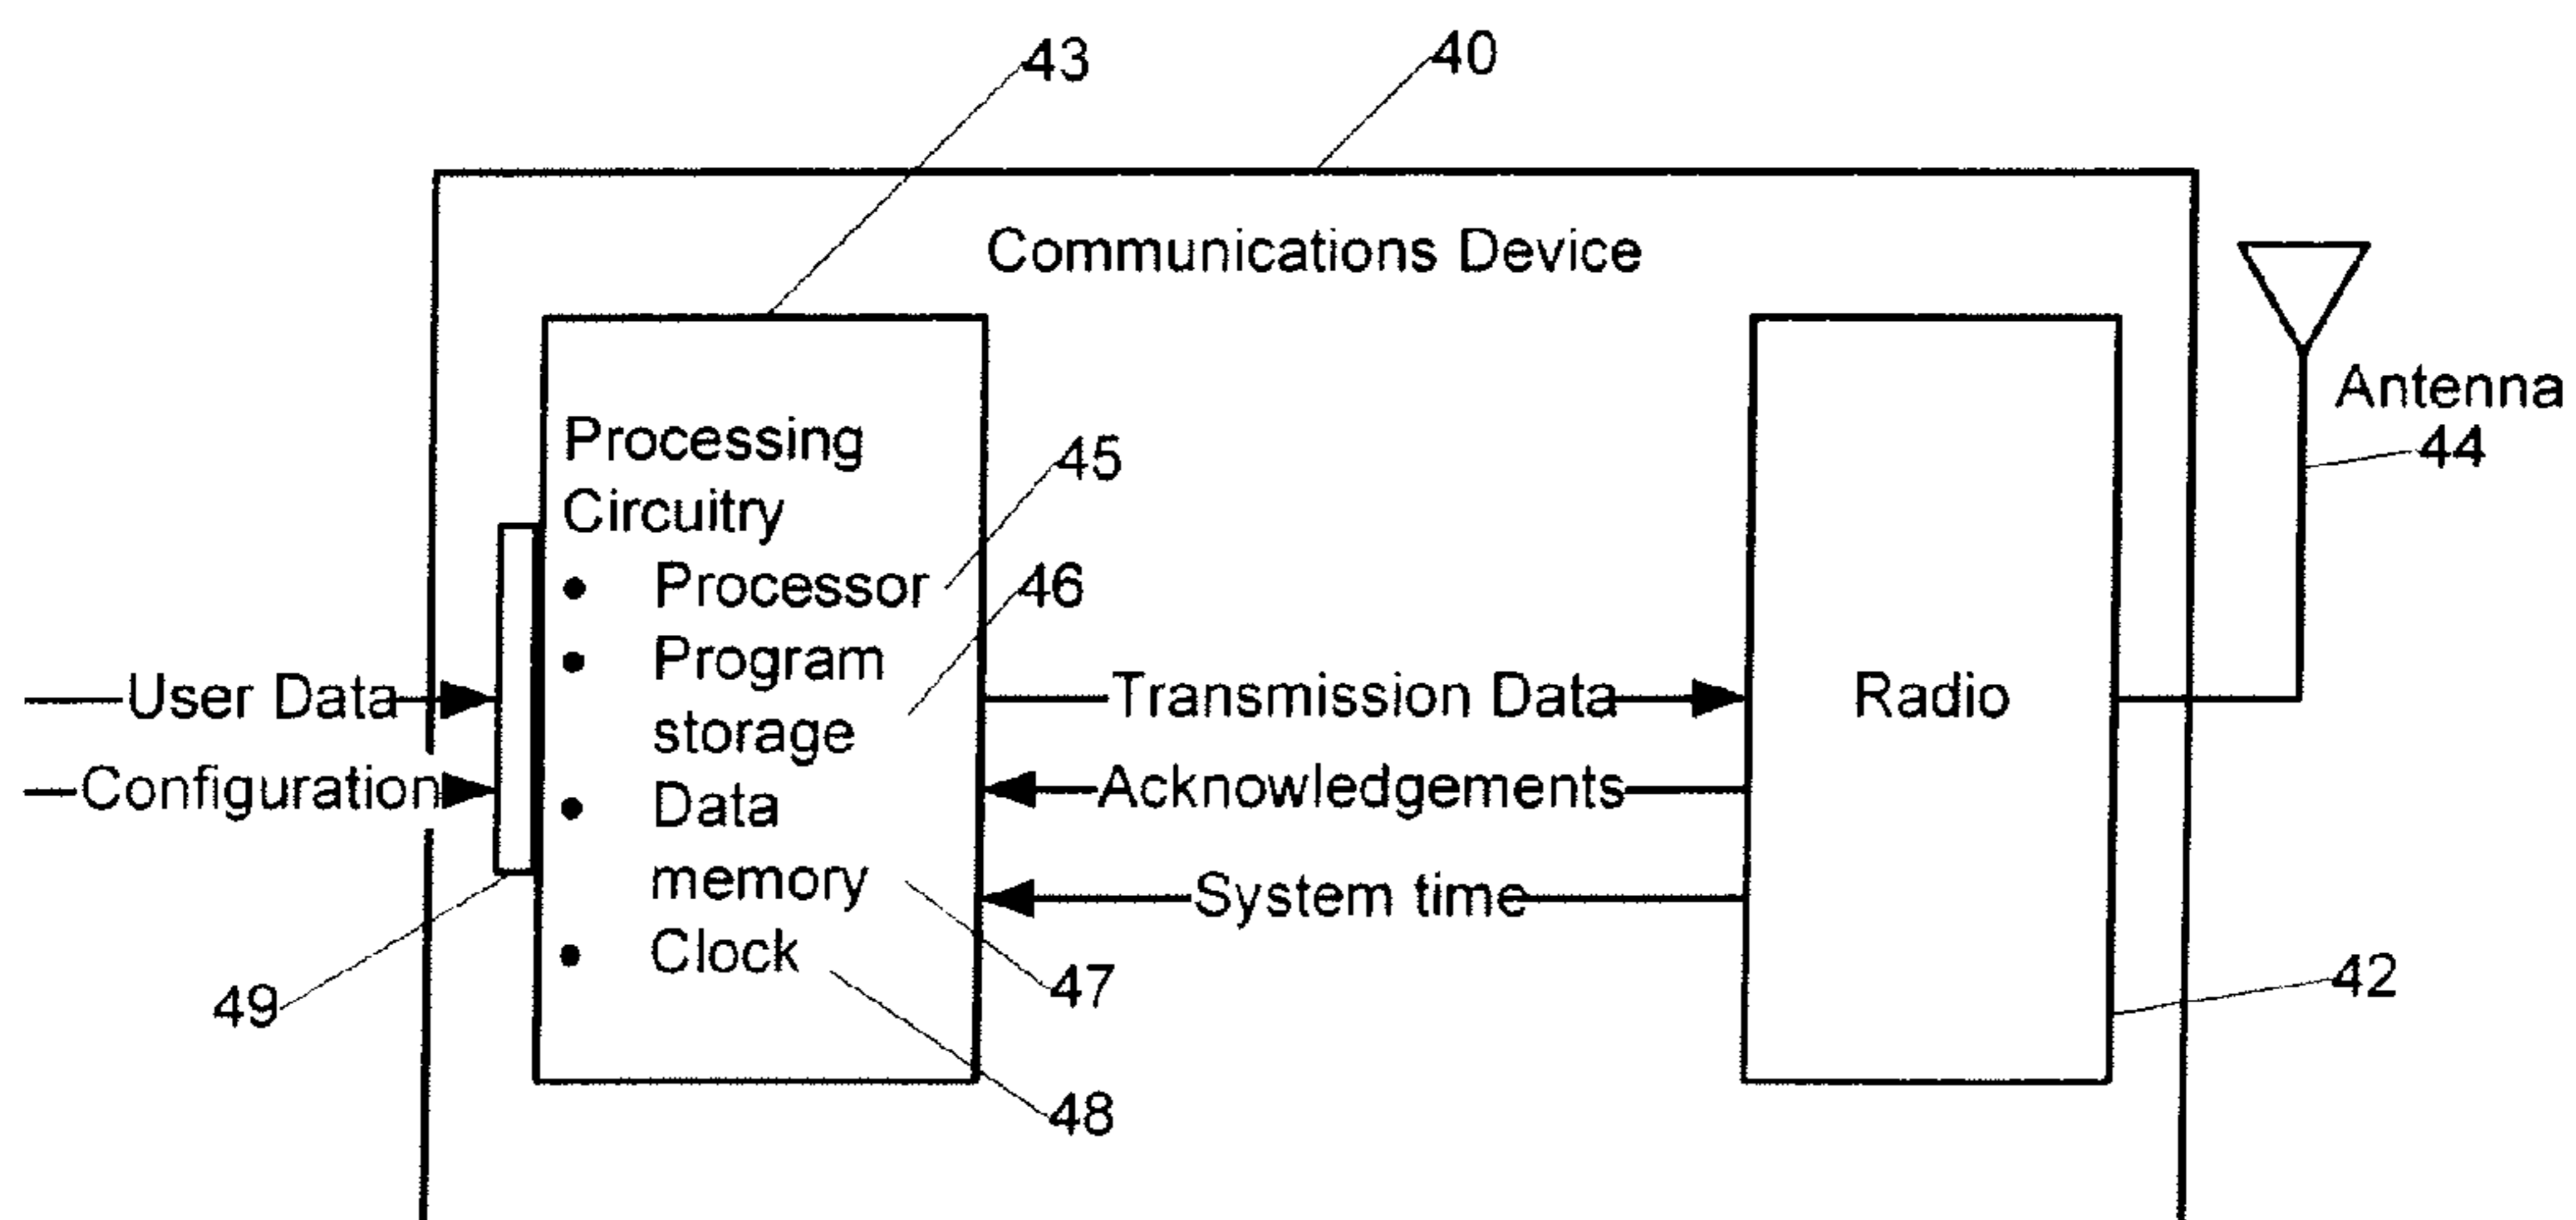 43
40
Communications Device
Antenna
44
Processing
Circuitry
45
• Processor
46
• Program
storage
• Data
memory
47
• Clock
48
49
User Data
Configuration
Transmission Data
Acknowledgements
System time
Radio
42